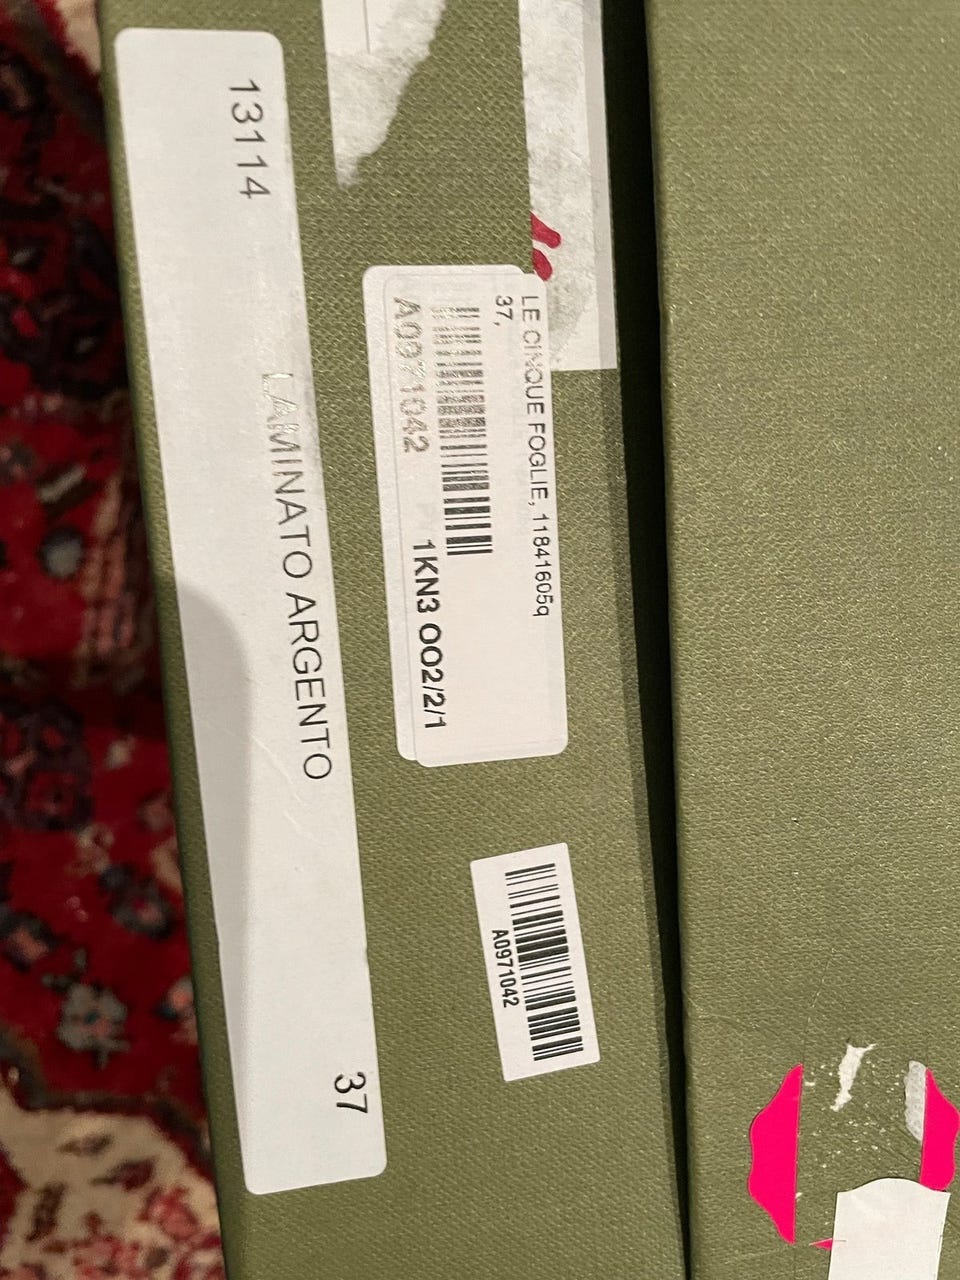 13114 LAMINATO ARGENTO 37
LE CINQUE FOGLIE, 11841605q
37,
A0971042 1KN3 OO2/2/1
A0971042